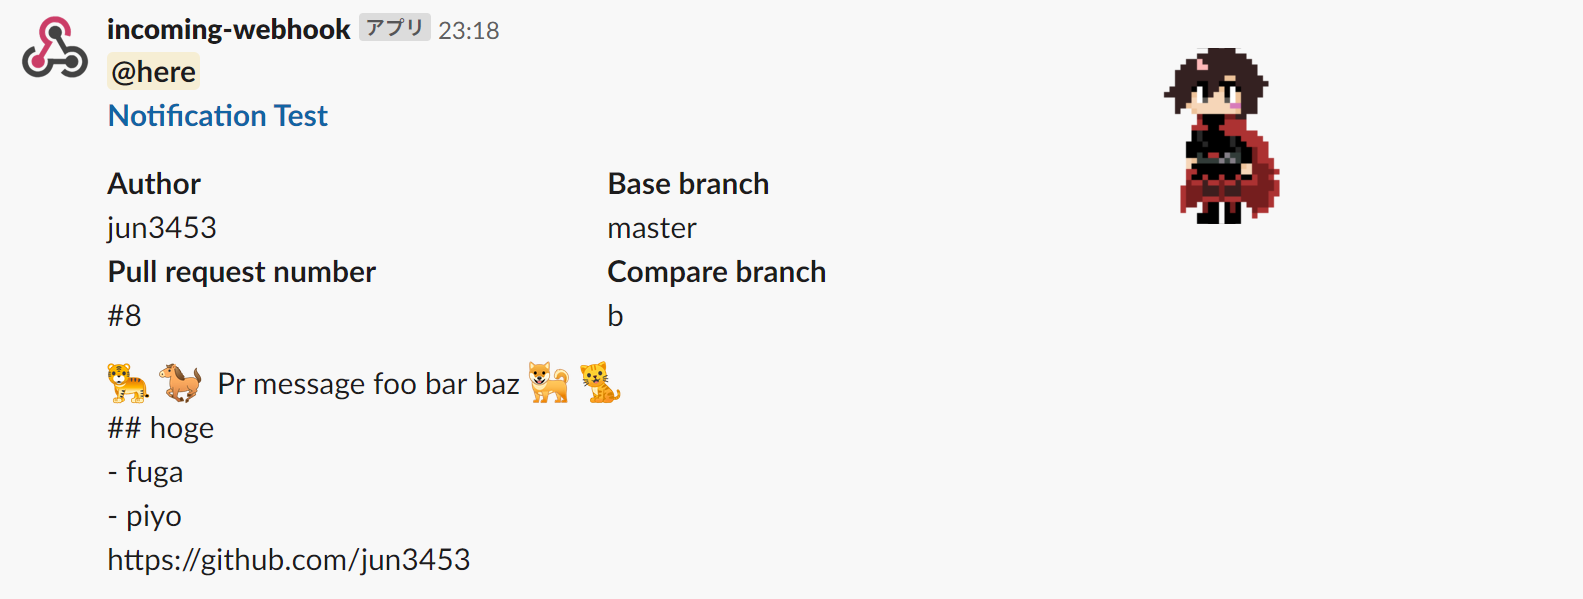 incoming-webhook アプリ 23:18
@here
Notification Test
Author
jun3453
Base branch
master
Pull request number
#8
Compare branch
b
🐅 🐎 Pr message foo bar baz 🐕 🐈
## hoge
- fuga
- piyo
https://github.com/jun3453